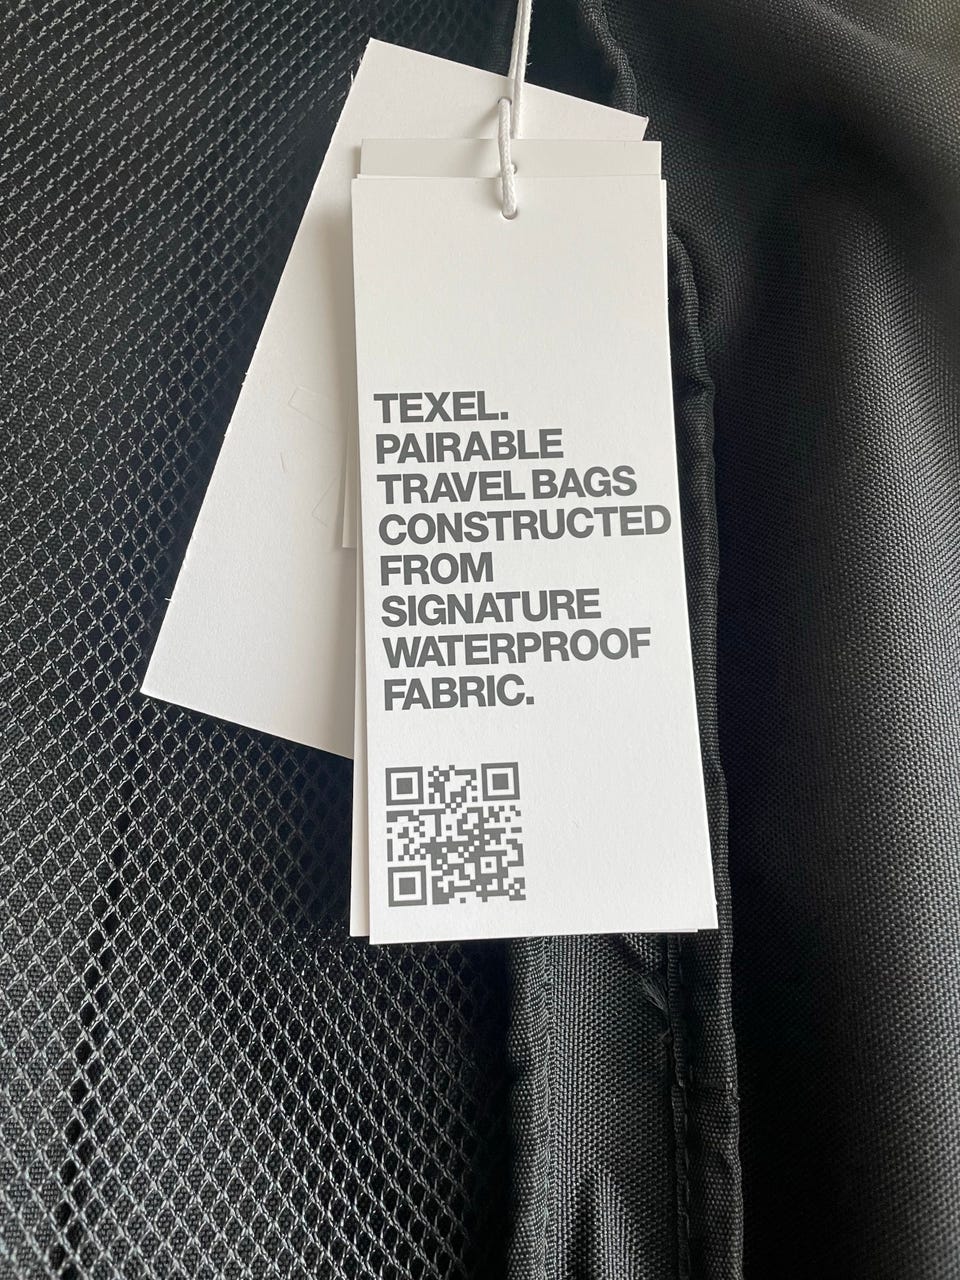 TEXEL.
PAIRABLE
TRAVEL BAGS
CONSTRUCTED
FROM
SIGNATURE
WATERPROOF
FABRIC.